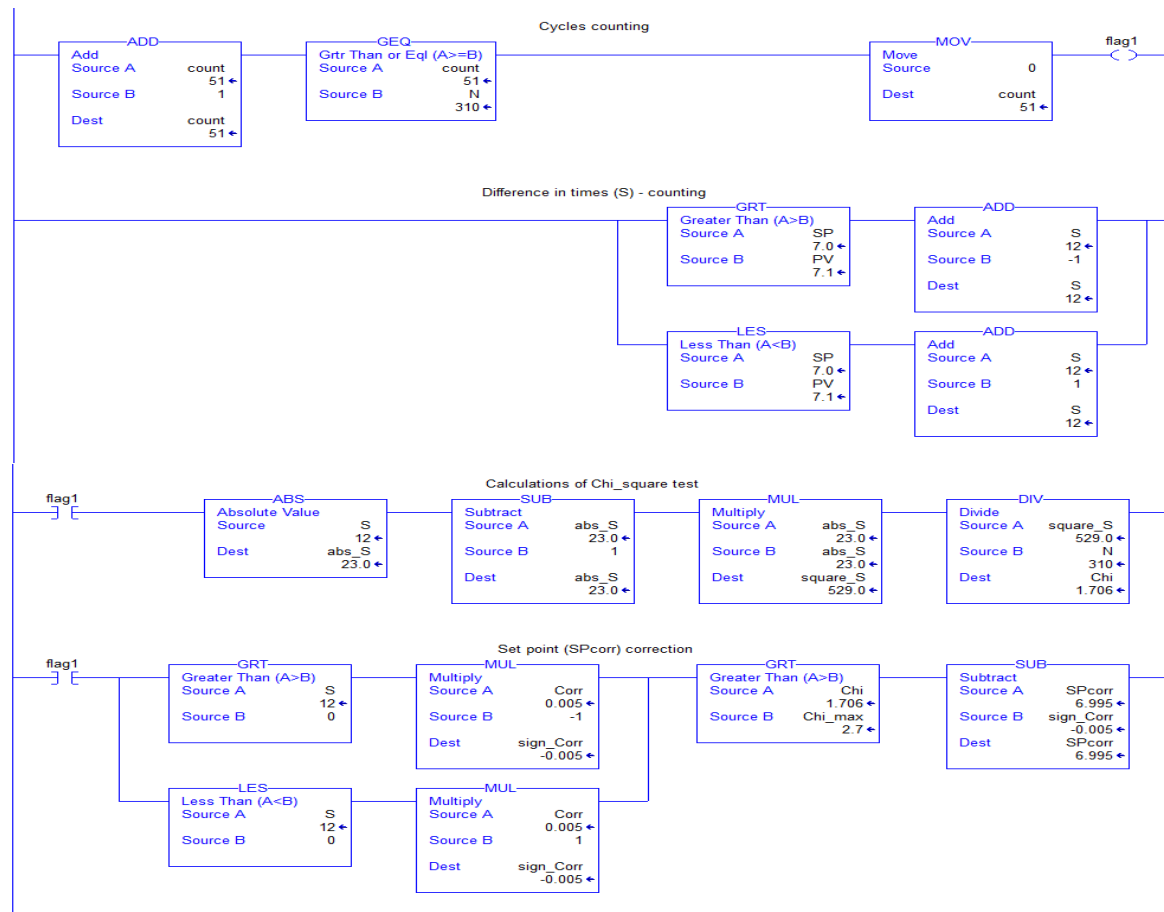 Cycles counting
ADD
Add
Source A count
51
Source B 1
Dest count
51
GEQ
Grtr Than or Eql (A>=B)
Source A count
51
Source B N
310
MOV
Move
Source 0
Dest count
51
flag1
Difference in times (S) - counting
GRT
Greater Than (A>B)
Source A SP
7.0
Source B PV
7.1
ADD
Add
Source A S
12
Source B -1
Dest S
12
LES
Less Than (A<B)
Source A SP
7.0
Source B PV
7.1
ADD
Add
Source A S
12
Source B 1
Dest S
12
Calculations of Chi_square test
flag1
ABS
Absolute Value
Source S
12
Dest abs_S
23.0
SUB
Subtract
Source A abs_S
23.0
Source B 1
Dest abs_S
23.0
MUL
Multiply
Source A abs_S
23.0
Source B abs_S
23.0
Dest square_S
529.0
DIV
Divide
Source A square_S
529.0
Source B N
310
Dest Chi
1.706
Set point (SPcorr) correction
flag1
GRT
Greater Than (A>B)
Source A S
12
Source B 0
MUL
Multiply
Source A Corr
0.005
Source B -1
Dest sign_Corr
-0.005
GRT
Greater Than (A>B)
Source A Chi
1.706
Source B Chi_max
2.7
SUB
Subtract
Source A SPcorr
6.995
Source B sign_Corr
-0.005
Dest SPcorr
6.995
LES
Less Than (A<B)
Source A S
12
Source B 0
MUL
Multiply
Source A Corr
0.005
Source B 1
Dest sign_Corr
-0.005